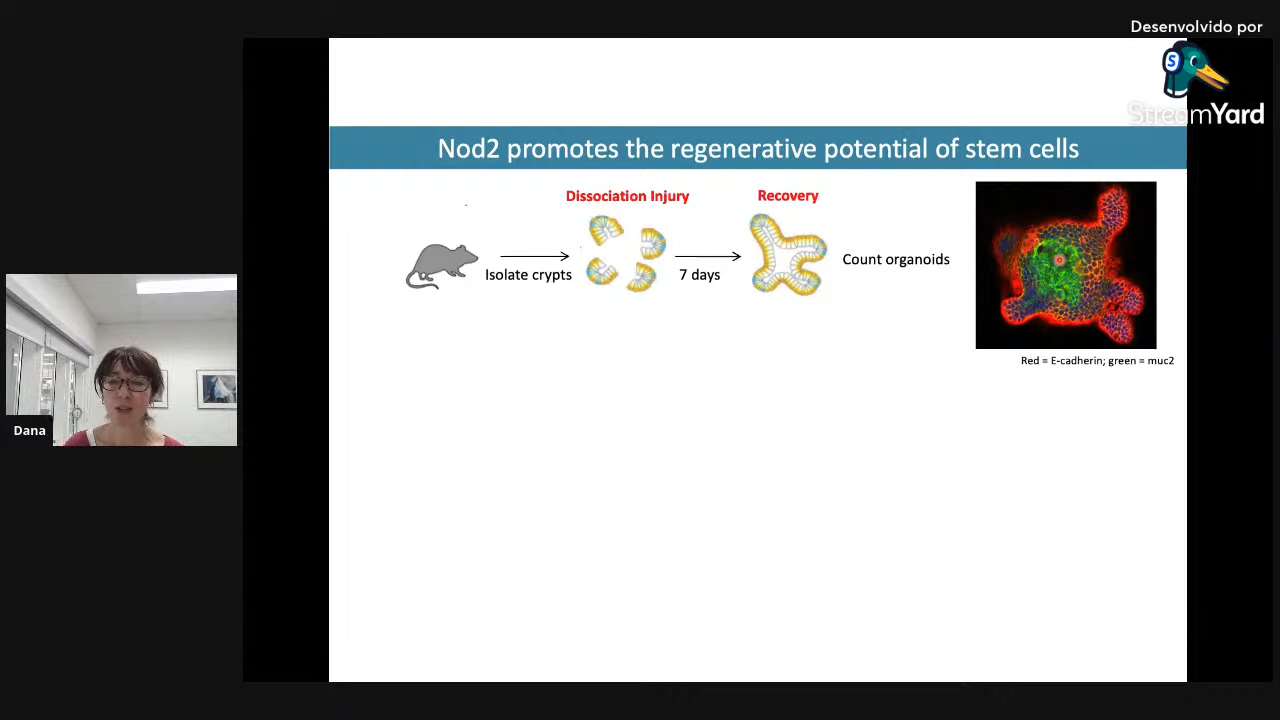 Desenvolvido por
S
StreamYard
Nod2 promotes the regenerative potential of stem cells
Dissociation Injury
Recovery
Isolate crypts
7 days
Count organoids
Red = E-cadherin; green = muc2
Dana